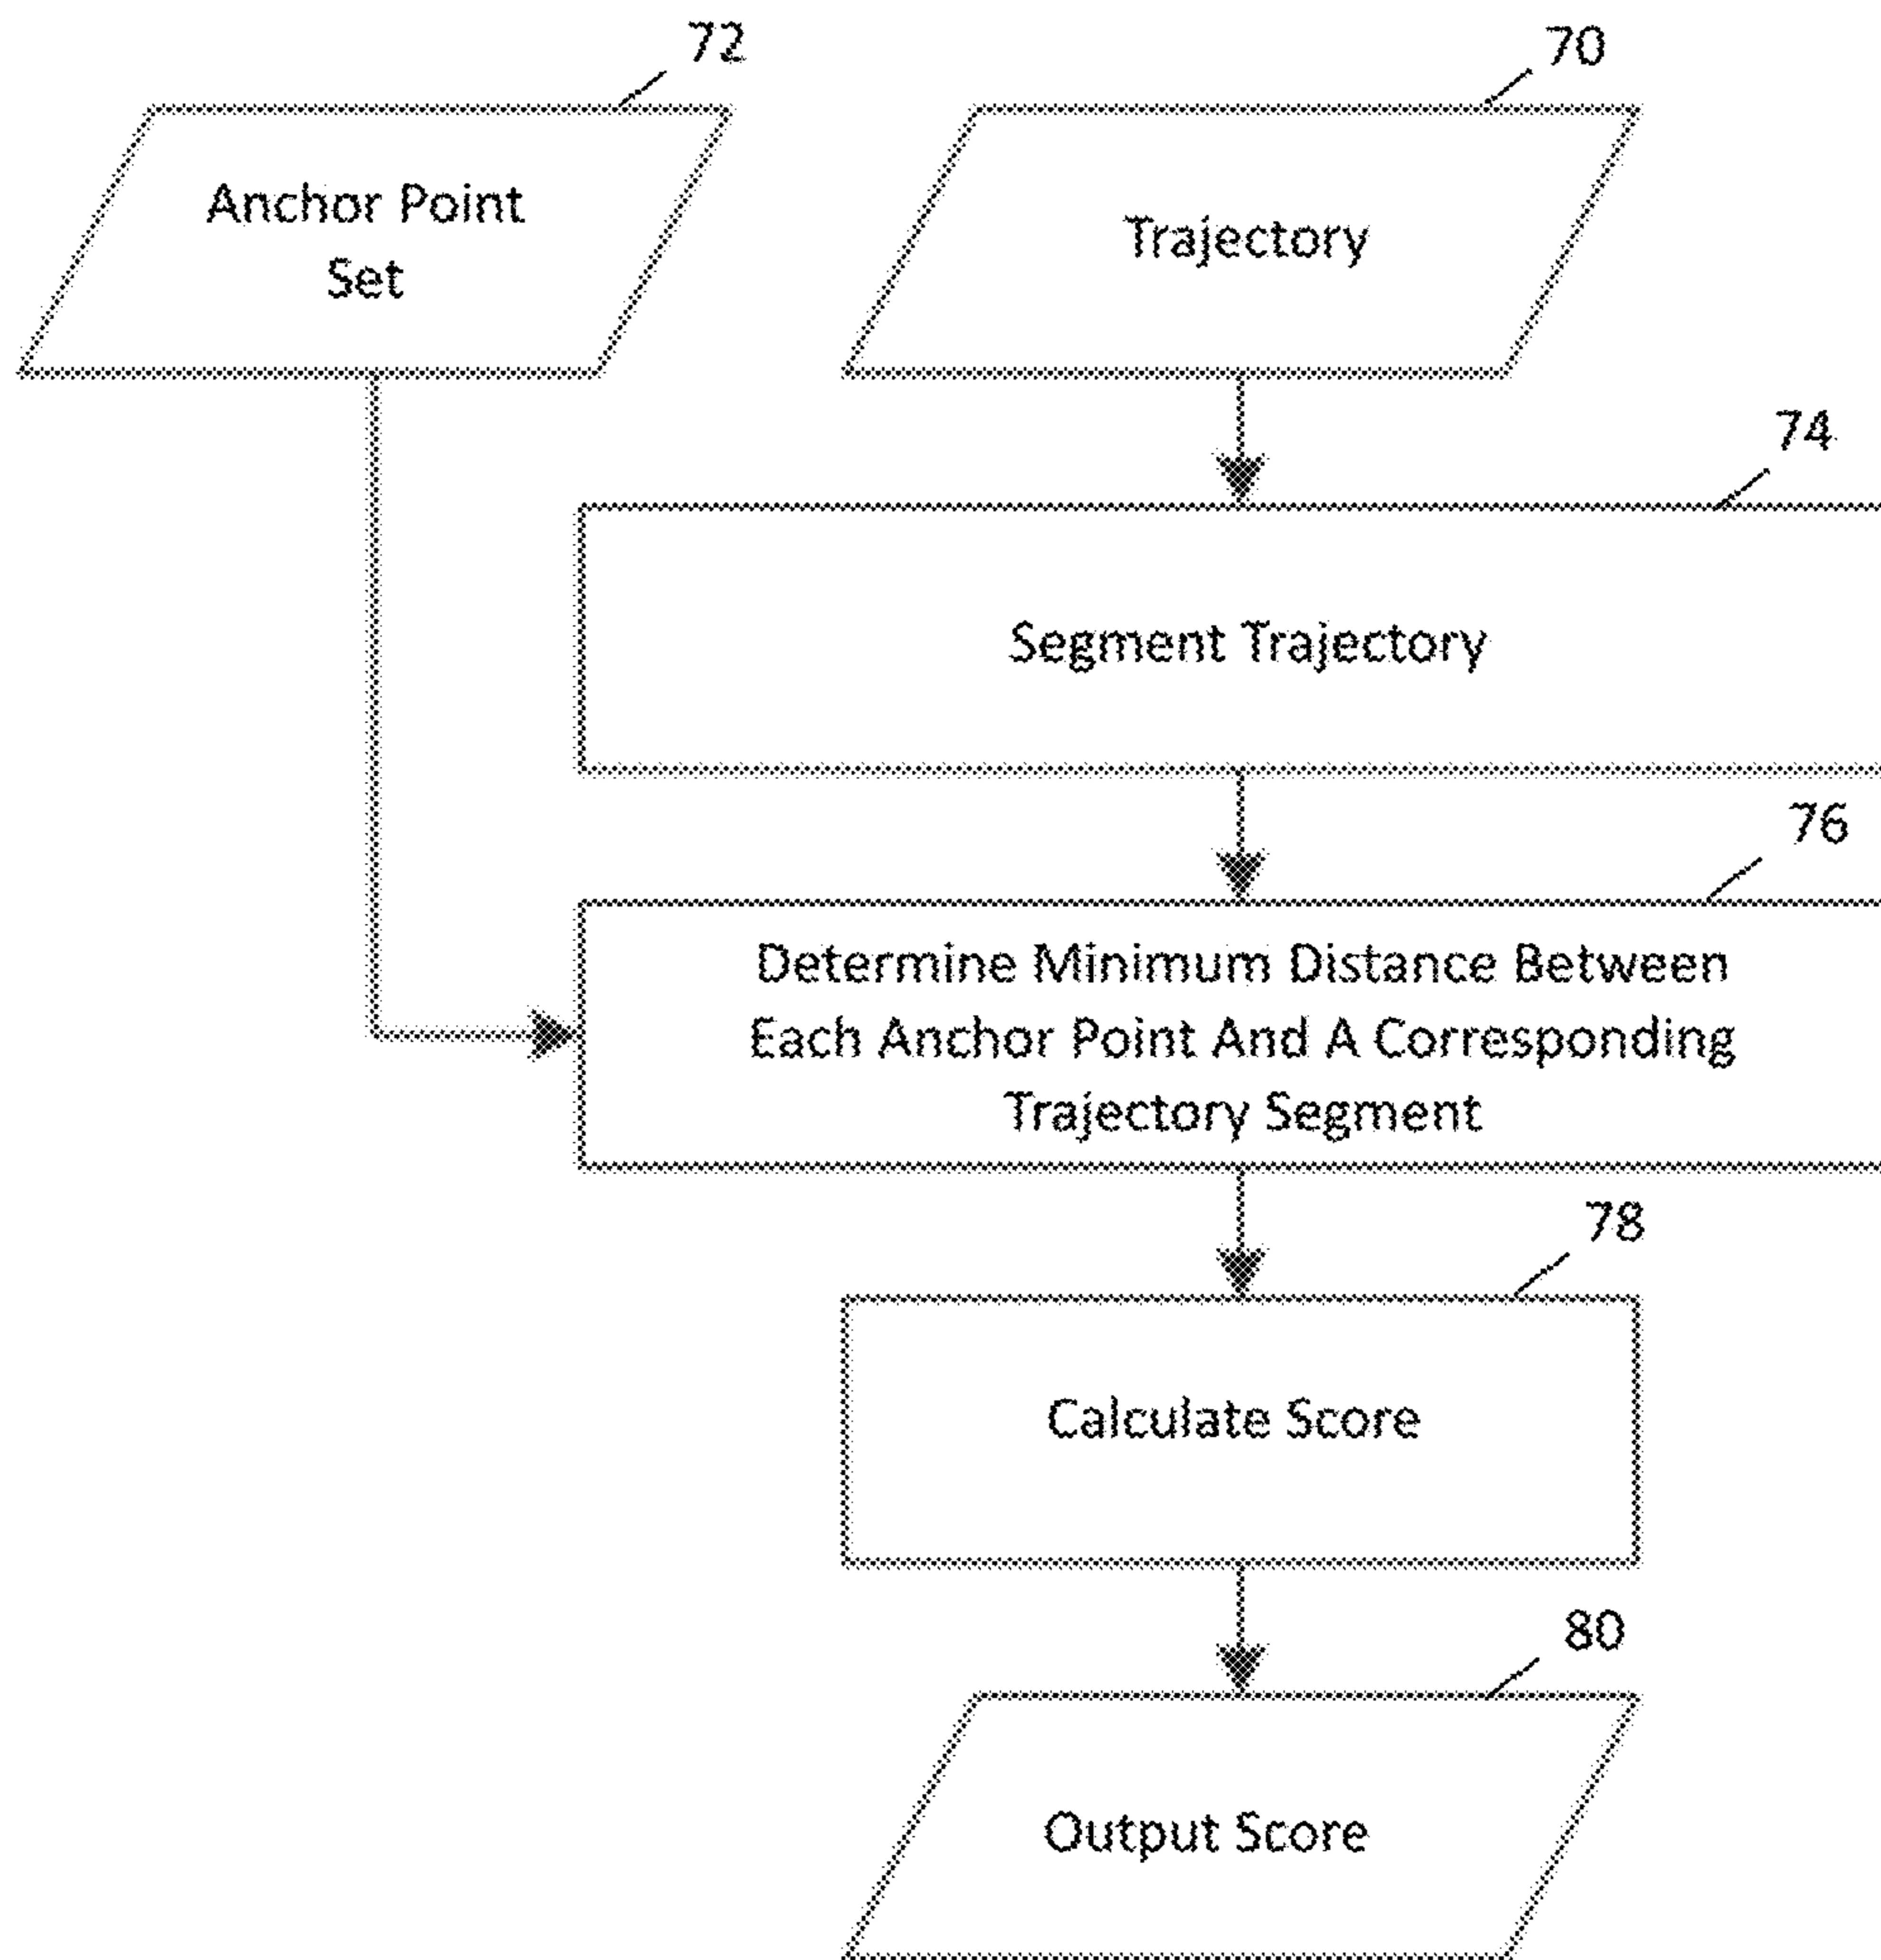 72
70
Anchor Point
Set
Trajectory
74
Segment Trajectory
76
Determine Minimum Distance Between
Each Anchor Point And A Corresponding
Trajectory Segment
78
Calculate Score
80
Output Score